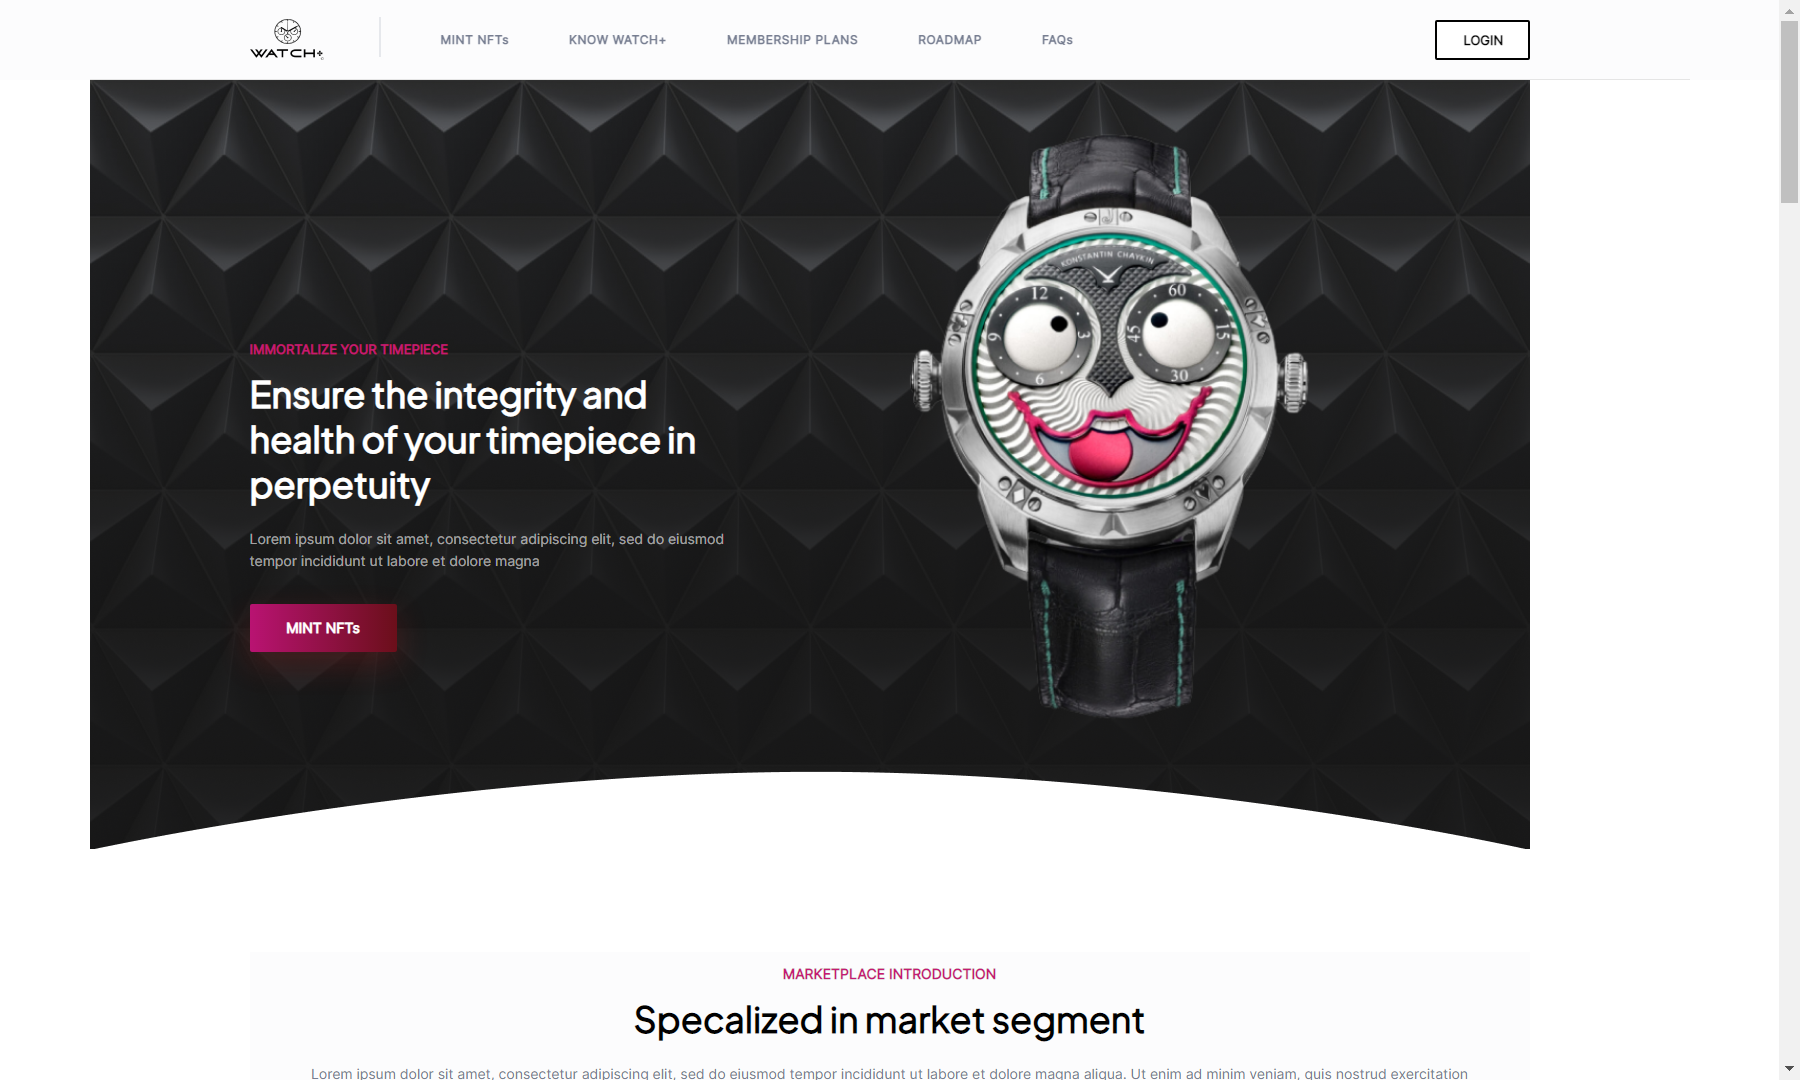 WATCH+
MINT NFTs
KNOW WATCH+
MEMBERSHIP PLANS
ROADMAP
FAQs
LOGIN
KONSTANTIN CHAYKIN
12
3
6
9
60
15
30
45
IMMORTALIZE YOUR TIMEPIECE
Ensure the integrity and
health of your timepiece in
perpetuity
Lorem ipsum dolor sit amet, consectetur adipiscing elit, sed do eiusmod
tempor incididunt ut labore et dolore magna
MINT NFTs
MARKETPLACE INTRODUCTION
Specalized in market segment
Lorem ipsum dolor sit amet, consectetur adipiscing elit, sed do eiusmod tempor incididunt ut labore et dolore magna aliqua. Ut enim ad minim veniam, quis nostrud exercitation